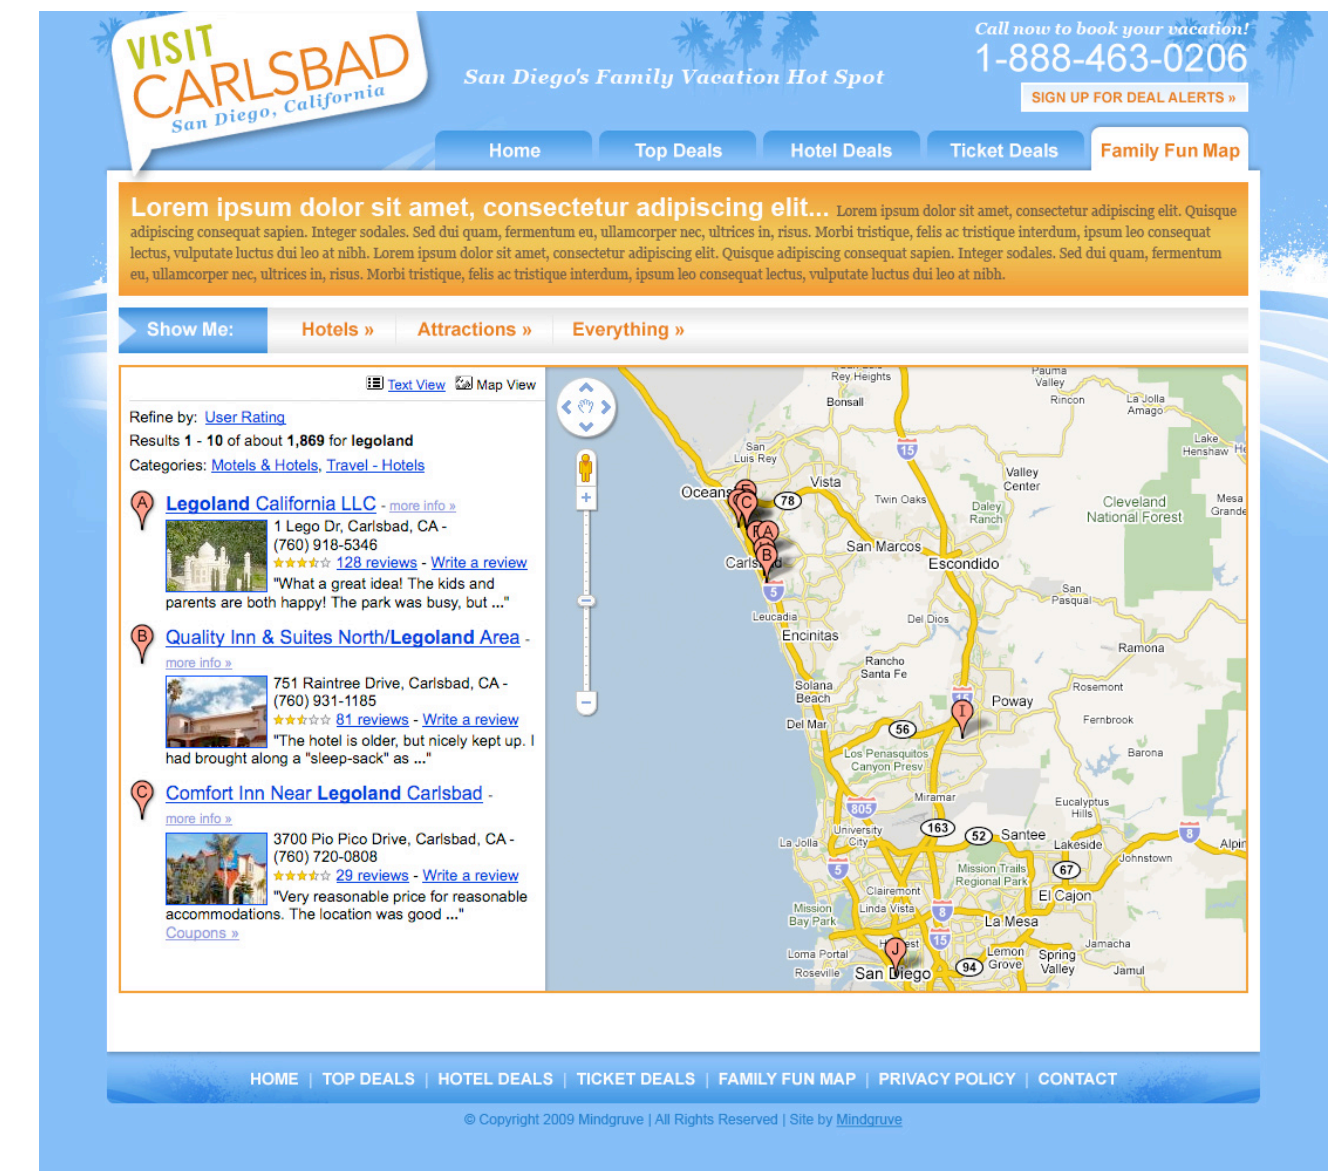 VISIT
CARLSBAD
San Diego, California
San Diego's Family Vacation Hot Spot
Call now to book your vacation!
1-888-463-0206
SIGN UP FOR DEAL ALERTS »
Home
Top Deals
Hotel Deals
Ticket Deals
Family Fun Map
Lorem ipsum dolor sit amet, consectetur adipiscing elit... Lorem ipsum dolor sit amet, consectetur adipiscing elit. Quisque
adipiscing consequat sapien. Integer sodales. Sed dui quam, fermentum eu, ullamcorper nec, ultrices in, risus. Morbi tristique, felis ac tristique interdum, ipsum leo consequat
lectus, vulputate luctus dui leo at nibh. Lorem ipsum dolor sit amet, consectetur adipiscing elit. Quisque adipiscing consequat sapien. Integer sodales. Sed dui quam, fermentum
eu, ullamcorper nec, ultrices in, risus. Morbi tristique, felis ac tristique interdum, ipsum leo consequat lectus, vulputate luctus dui leo at nibh.
Show Me:
Hotels »
Attractions »
Everything »
Text View Map View
Refine by: User Rating
Results 1 - 10 of about 1,869 for legoland
Categories: Motels & Hotels, Travel - Hotels
A
Legoland California LLC - more info »
1 Lego Dr, Carlsbad, CA -
(760) 918-5346
128 reviews - Write a review
"What a great idea! The kids and
parents are both happy! The park was busy, but ..."
B
Quality Inn & Suites North/Legoland Area -
more info »
751 Raintree Drive, Carlsbad, CA -
(760) 931-1185
81 reviews - Write a review
"The hotel is older, but nicely kept up. I
had brought along a "sleep-sack" as ..."
C
Comfort Inn Near Legoland Carlsbad -
more info »
3700 Pio Pico Drive, Carlsbad, CA -
(760) 720-0808
29 reviews - Write a review
"Very reasonable price for reasonable
accommodations. The location was good ..."
Coupons »
Rey Heights
Pauma
Valley
Rincon
La Jolla
Amago
Bonsall
Lake
Henshaw
15
San
Luis Rey
Valley
Center
Vista
78
Twin Oaks
Daley
Ranch
Cleveland
National Forest
Mesa
Grande
C
A
B
San Marcos
Escondido
5
San
Pasqual
Leucadia
Del Dios
Encinitas
Ramona
Rancho
Santa Fe
Solana
Beach
Rosemont
15
Poway
I
Del Mar
56
Fernbrook
Los Penasquitos
Canyon Presv
Barona
Miramar
Eucalyptus
Hills
805
University
City
163
52
Santee
8
La Jolla
Lakeside
Johnstown
5
Mission Trails
Regional Park
67
Clairemont
El Cajon
Mission
Bay Park
Linda Vista
8
La Mesa
15
Jamacha
J
Loma Portal
Lemon
Grove
Spring
Valley
Roseville
San Diego
94
Jamul
HOME | TOP DEALS | HOTEL DEALS | TICKET DEALS | FAMILY FUN MAP | PRIVACY POLICY | CONTACT
© Copyright 2009 Mindgruve | All Rights Reserved | Site by Mindgruve